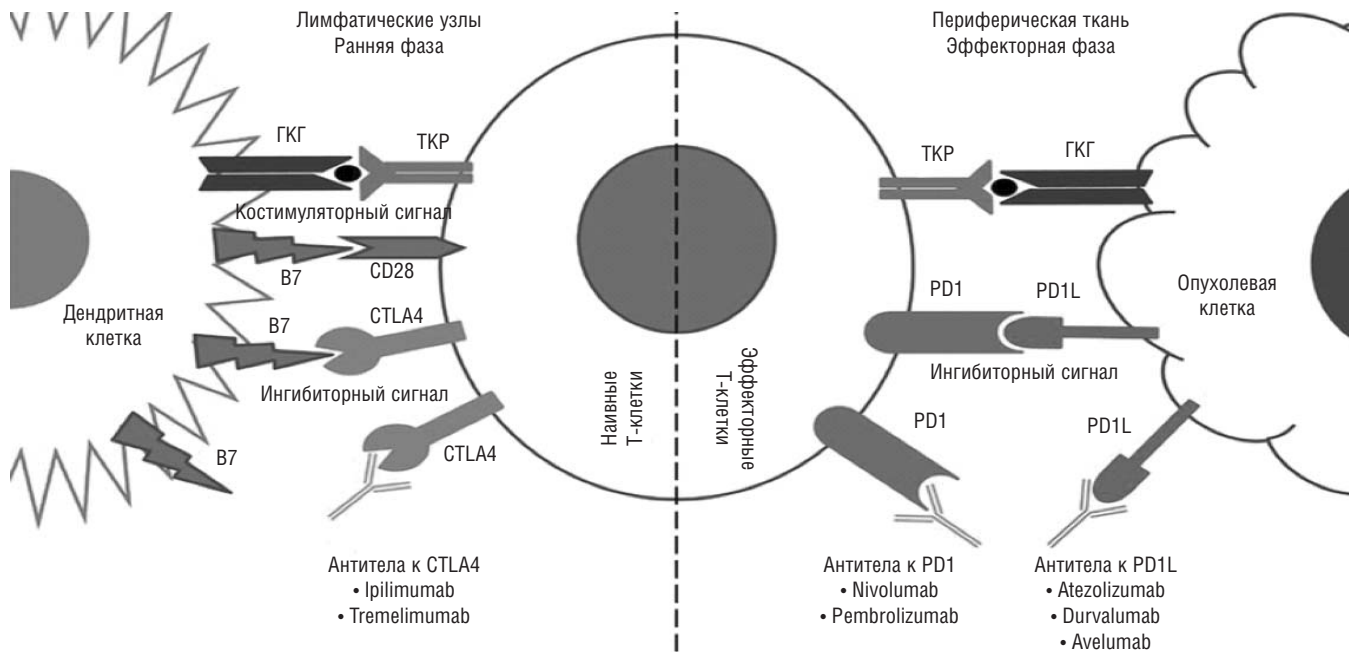 Лимфатические узлы
Ранняя фаза
Периферическая ткань
Эффекторная фаза
ГКГ
ТКР
ТКР
ГКГ
Костимуляторный сигнал
B7
CD28
Дендритная
клетка
B7
CTLA4
Ингибиторный сигнал
B7
CTLA4
Наивные
Т-клетки
Эффекторные
Т-клетки
PD1
PD1L
Опухолевая
клетка
Ингибиторный сигнал
PD1
PD1L
Антитела к CTLA4
• Ipilimumab
• Tremelimumab
Антитела к PD1
• Nivolumab
• Pembrolizumab
Антитела к PD1L
• Atezolizumab
• Durvalumab
• Avelumab